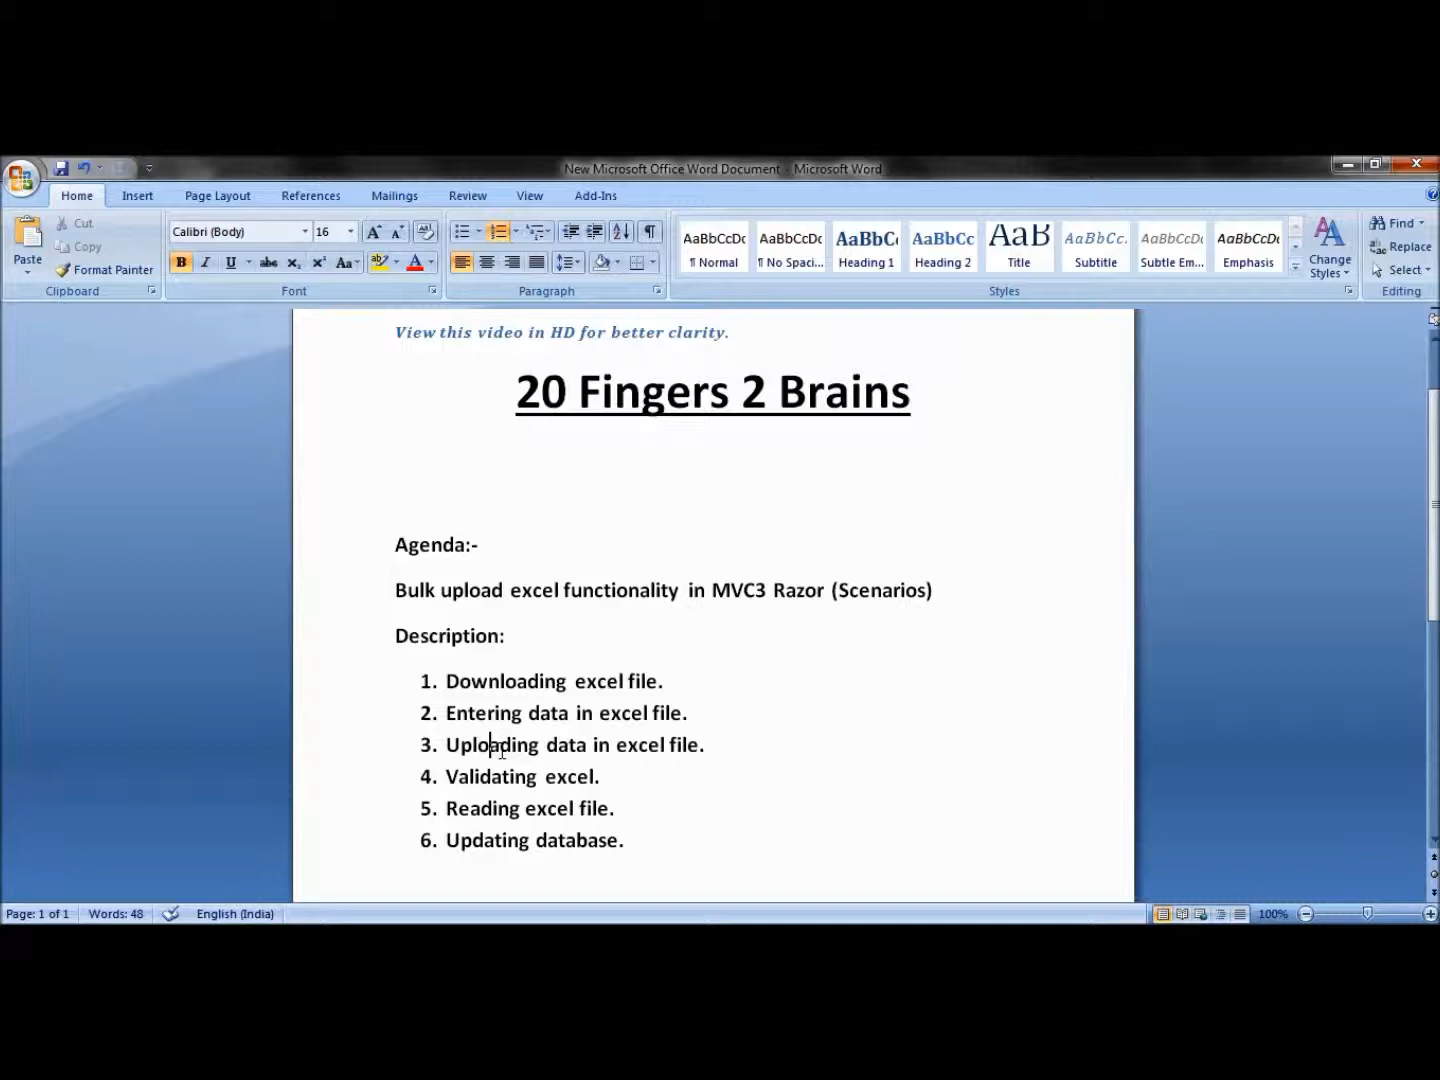 New Microsoft Office Word Document - Microsoft Word
Home Insert Page Layout References Mailings Review View Add-Ins
Paste
Cut
Copy
Format Painter
Clipboard
Calibri (Body) 16
B I U abc X₂ X² Aa
Font
Paragraph
AaBbCcDc AaBbCcDc AaBbC AaBbCc AaB AaBbCc. AaBbCcDc AaBbCcDc
¶ Normal ¶ No Spaci... Heading 1 Heading 2 Title Subtitle Subtle Em... Emphasis
Change
Styles
Styles
Find
Replace
Select
Editing
View this video in HD for better clarity.
20 Fingers 2 Brains
Agenda:-
Bulk upload excel functionality in MVC3 Razor (Scenarios)
Description:
1. Downloading excel file.
2. Entering data in excel file.
3. Uploading data in excel file.
4. Validating excel.
5. Reading excel file.
6. Updating database.
Page: 1 of 1 Words: 48 English (India) 100%